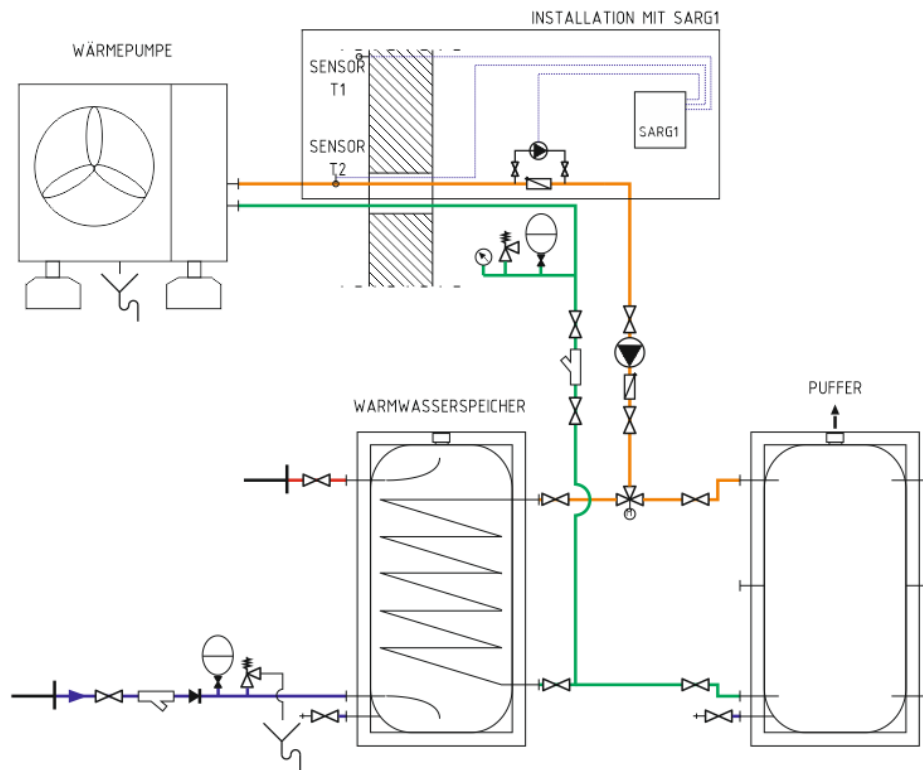 INSTALLATION MIT SARG1
WÄRMEPUMPE
SENSOR
T1
SARG1
SENSOR
T2
PUFFER
WARMWASSERSPEICHER
M